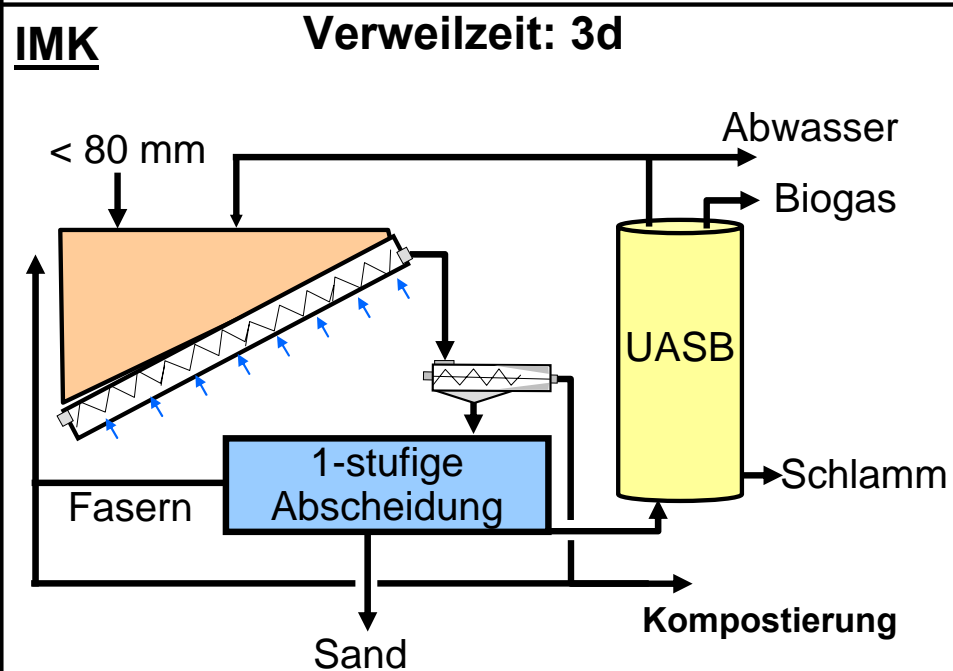 IMK
Verweilzeit: 3d
Abwasser
< 80 mm
Biogas
UASB
1-stufige
Abscheidung
Schlamm
Fasern
Kompostierung
Sand